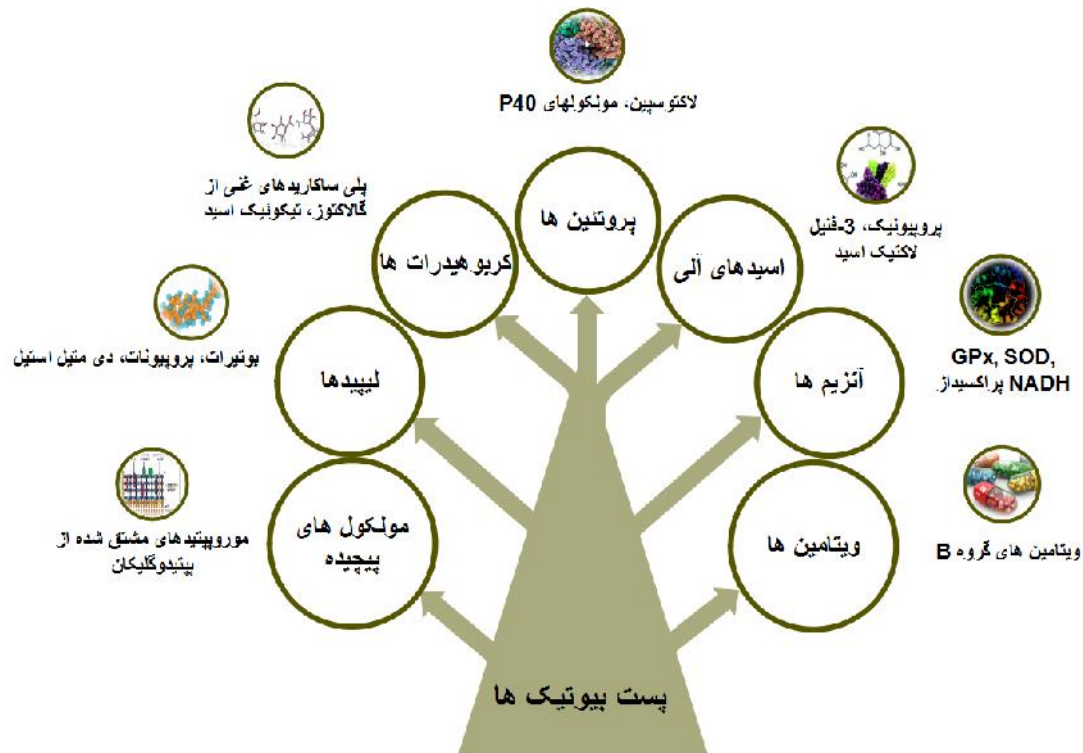 لاکتوسپین، مولکولهای P40
پلی ساکاریدهای غنی از
گالاکتوز، تیکوئیک اسید
پروپیونیک، 3-فنیل
لاکتیک اسید
پروتئین ها
کربوهیدرات ها
اسیدهای آلی
بوتیرات، پروپیونات، دی متیل استیل
لیپیدها
آنزیم ها
GPx, SOD,
NADH پراکسیداز
موروپپتیدهای مشتق شده از
پپتیدوگلیکان
مولکول های
پیچیده
ویتامین ها
ویتامین های گروه B
پست بیوتیک ها